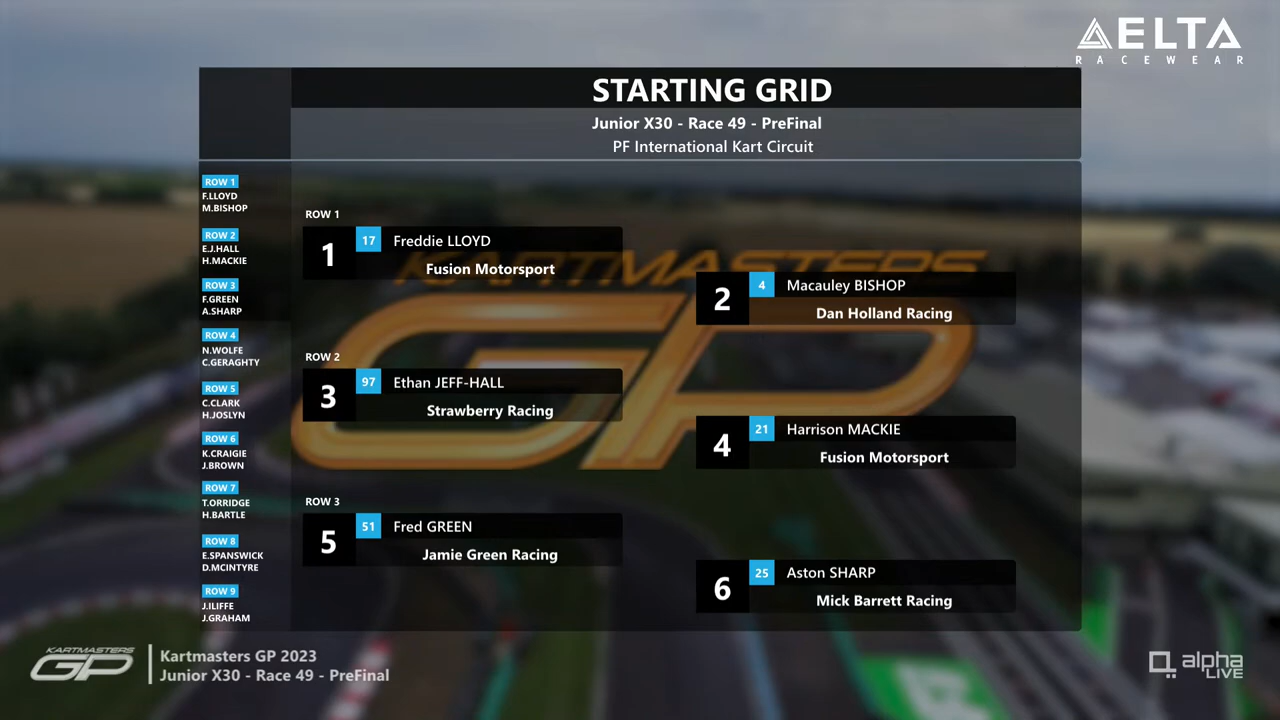 AELTA
RACEWEAR
STARTING GRID
Junior X30 - Race 49 - PreFinal
PF International Kart Circuit
ROW 1
F.LLOYD
M.BISHOP
ROW 2
E.J.HALL
H.MACKIE
ROW 3
F.GREEN
A.SHARP
ROW 4
N.WOLFE
C.GERAGHTY
ROW 5
C.CLARK
H.JOSLYN
ROW 6
K.CRAIGIE
J.BROWN
ROW 7
T.ORRIDGE
H.BARTLE
ROW 8
E.SPANSWICK
D.MCINTYRE
ROW 9
J.ILIFFE
J.GRAHAM
ROW 1
1 17 Freddie LLOYD
Fusion Motorsport
2 4 Macauley BISHOP
Dan Holland Racing
ROW 2
3 97 Ethan JEFF-HALL
Strawberry Racing
4 21 Harrison MACKIE
Fusion Motorsport
ROW 3
5 51 Fred GREEN
Jamie Green Racing
6 25 Aston SHARP
Mick Barrett Racing
KARTMASTERS
GP
KARTMASTERS
GP
Kartmasters GP 2023
Junior X30 - Race 49 - PreFinal
alpha
LIVE